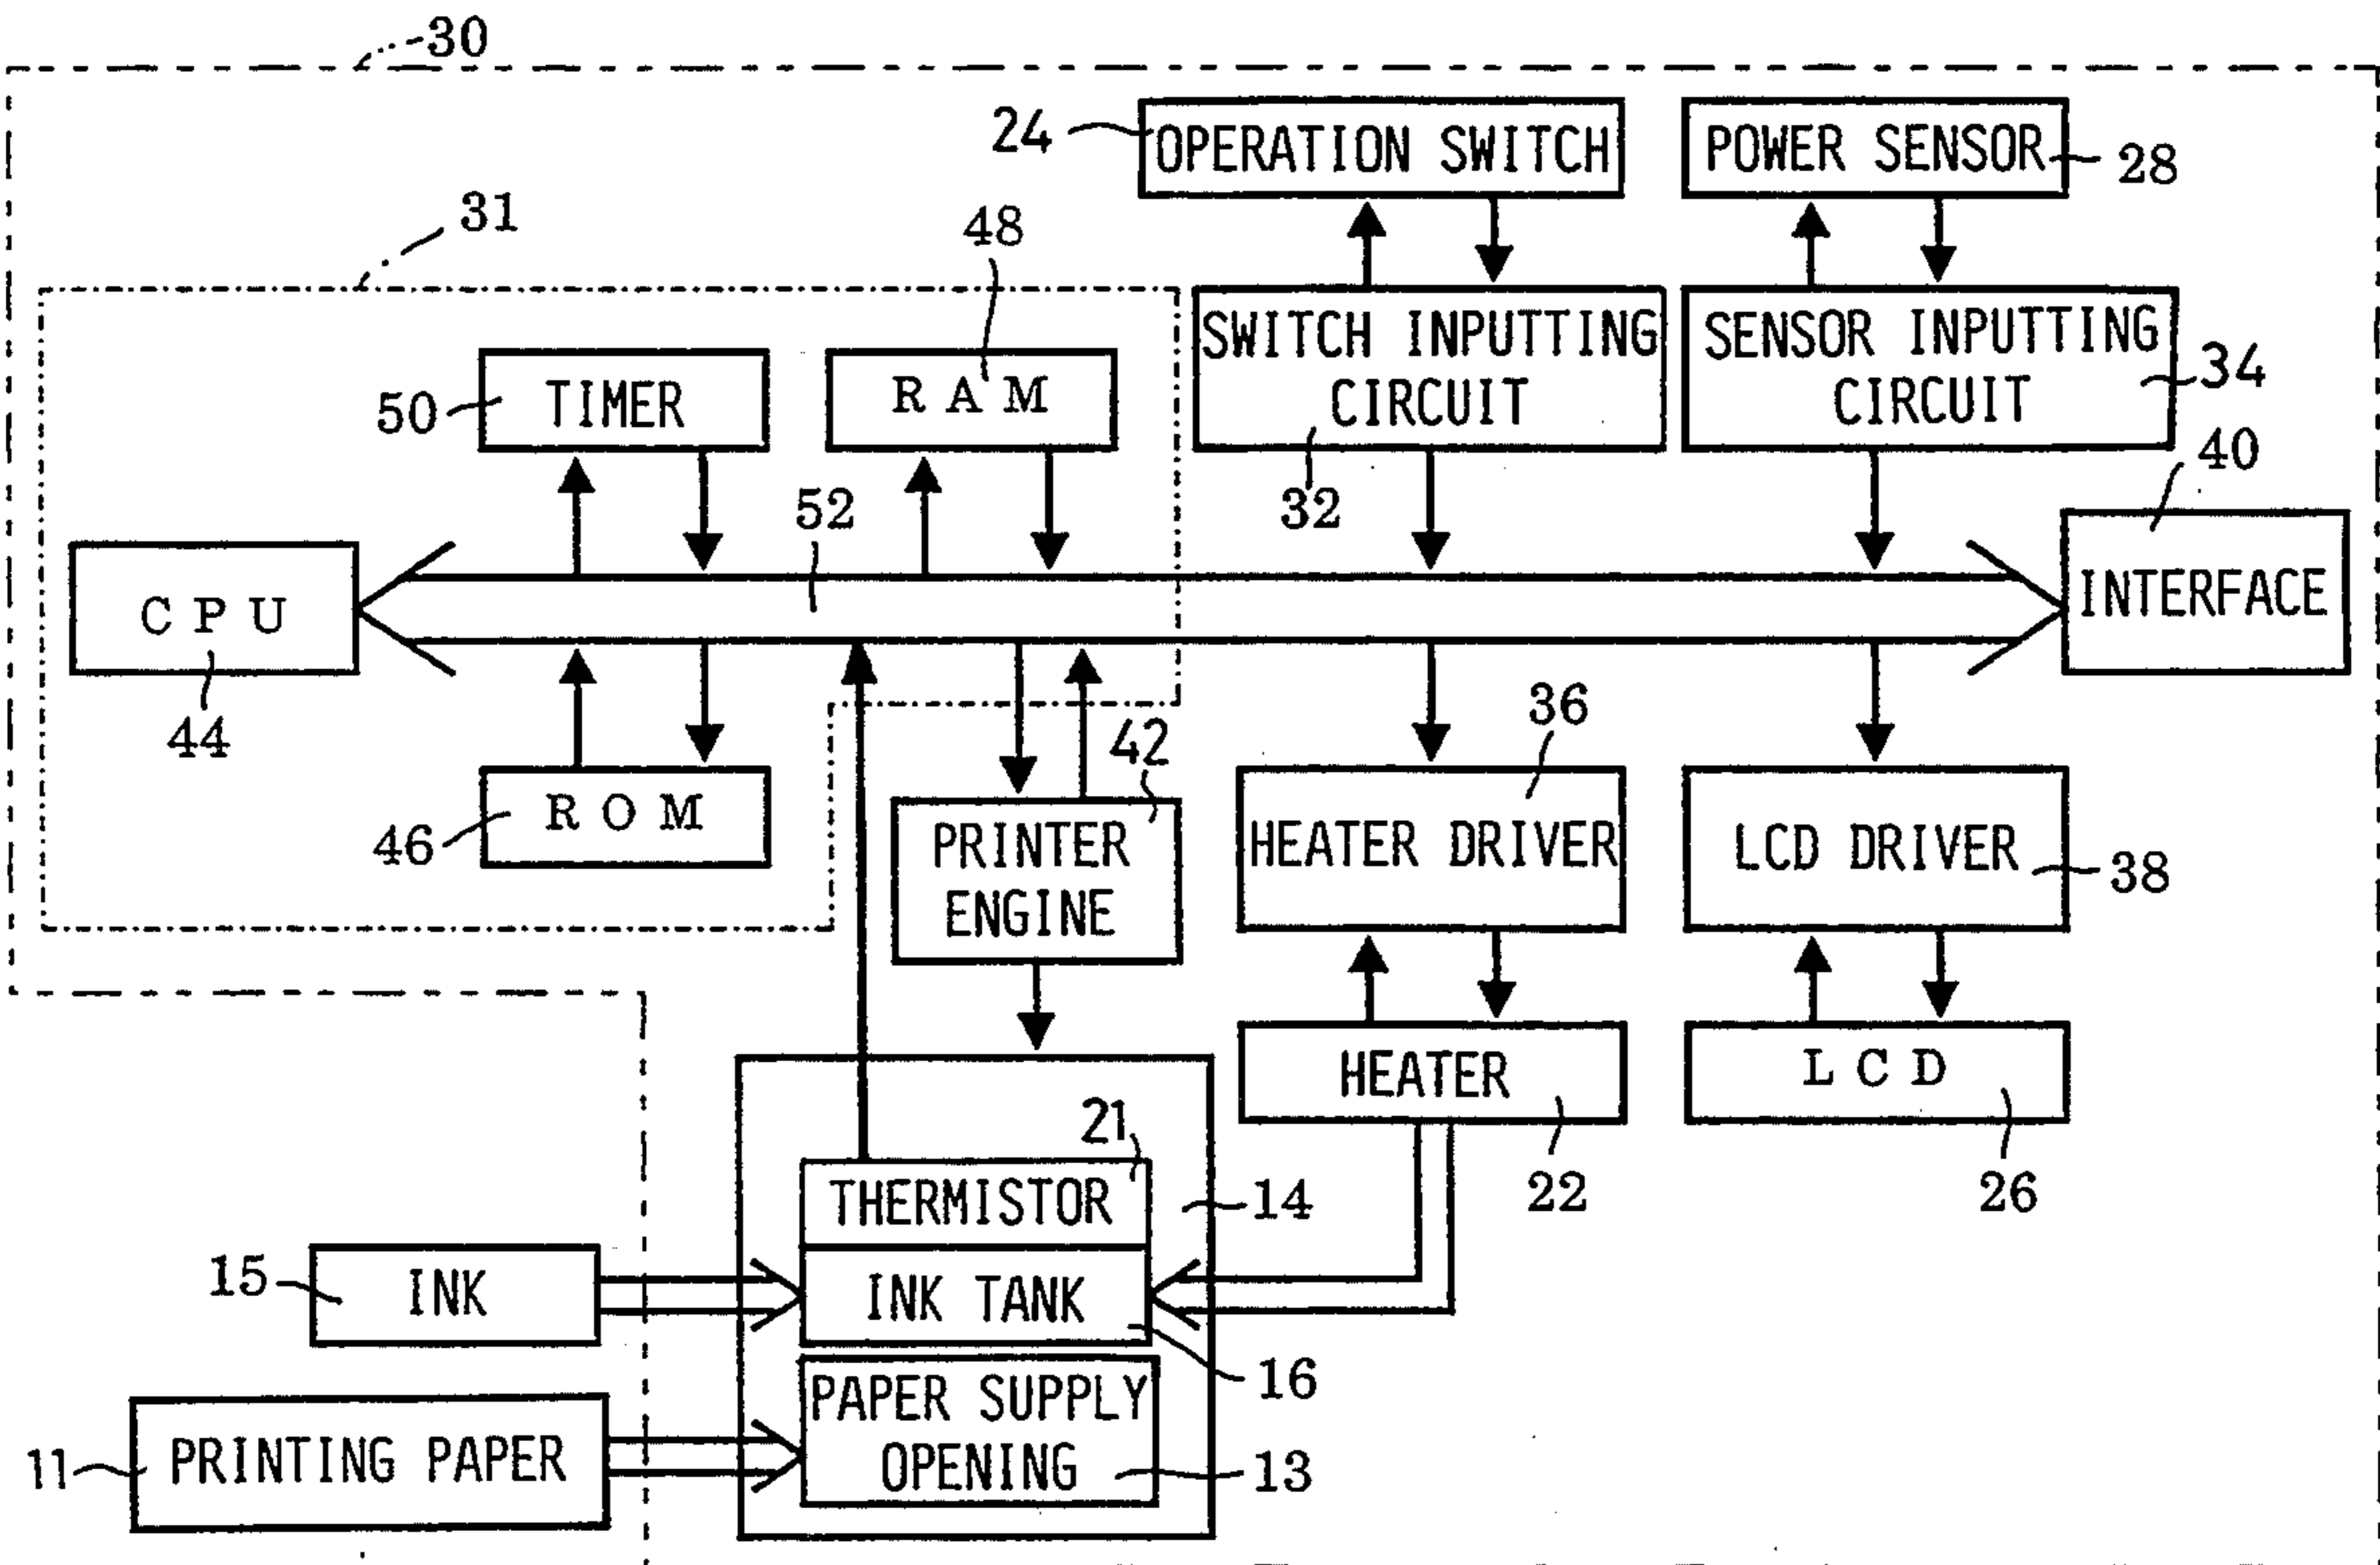 30
24
OPERATION SWITCH
POWER SENSOR
28
31
48
SWITCH INPUTTING
CIRCUIT
32
SENSOR INPUTTING
CIRCUIT
34
50
TIMER
RAM
40
52
CPU
44
INTERFACE
46
ROM
42
PRINTER
ENGINE
36
HEATER DRIVER
LCD DRIVER
38
HEATER
22
LCD
26
21
THERMISTOR
14
15
INK
INK TANK
16
11
PRINTING PAPER
PAPER SUPPLY
OPENING
13